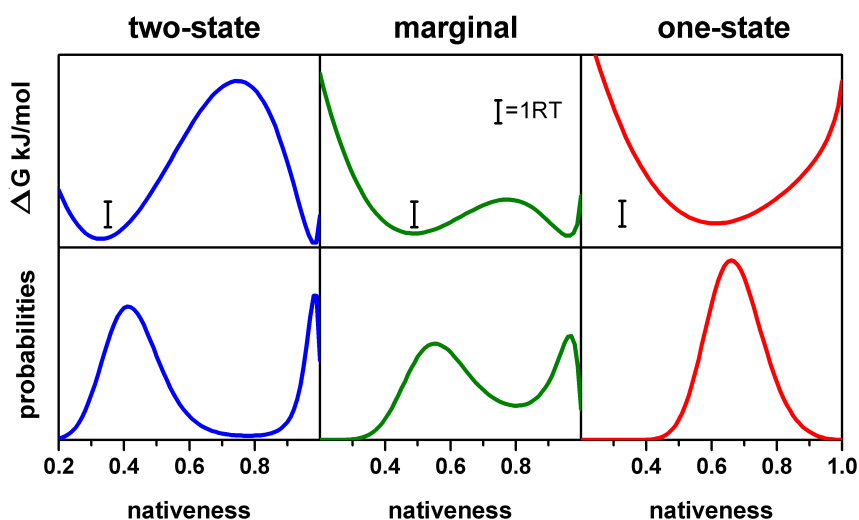 two-state marginal one-state
ΔG kJ/mol
I=1RT
probabilities
0.2 0.4 0.6 0.8 0.4 0.6 0.8 0.4 0.6 0.8 1.0
nativeness nativeness nativeness